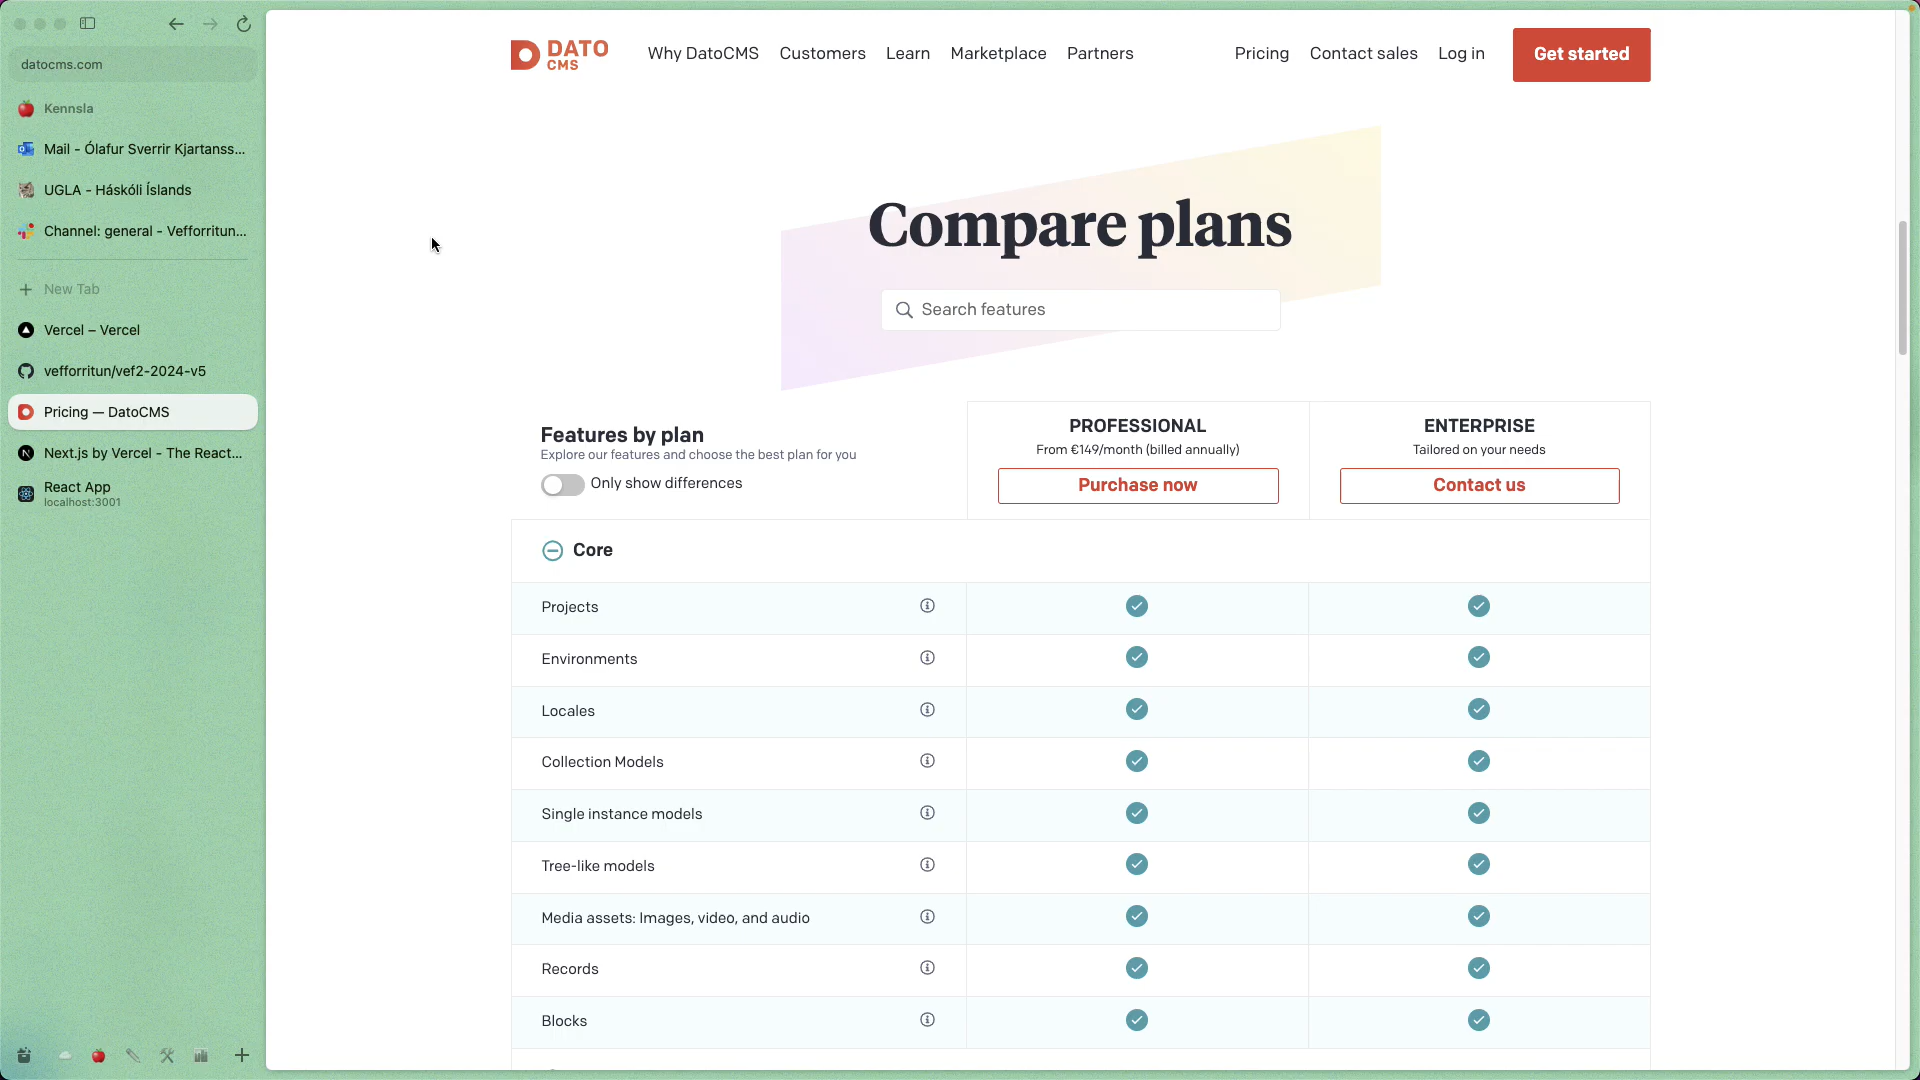 datocms.com
Kennsla
Mail - Ólafur Sverrir Kjartanss...
UGLA - Háskóli Íslands
Channel: general - Vefforritun...
New Tab
Vercel – Vercel
vefforritun/vef2-2024-v5
Pricing — DatoCMS
Next.js by Vercel - The React...
React App
localhost:3001
DATO
CMS
Why DatoCMS
Customers
Learn
Marketplace
Partners
Pricing
Contact sales
Log in
Get started
Compare plans
Search features
Features by plan
Explore our features and choose the best plan for you
Only show differences
PROFESSIONAL
From €149/month (billed annually)
Purchase now
ENTERPRISE
Tailored on your needs
Contact us
Core
Projects
Environments
Locales
Collection Models
Single instance models
Tree-like models
Media assets: Images, video, and audio
Records
Blocks